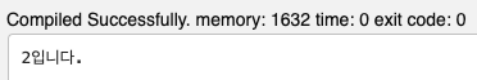 Compiled Successfully. memory: 1632 time: 0 exit code: 0
2입니다.